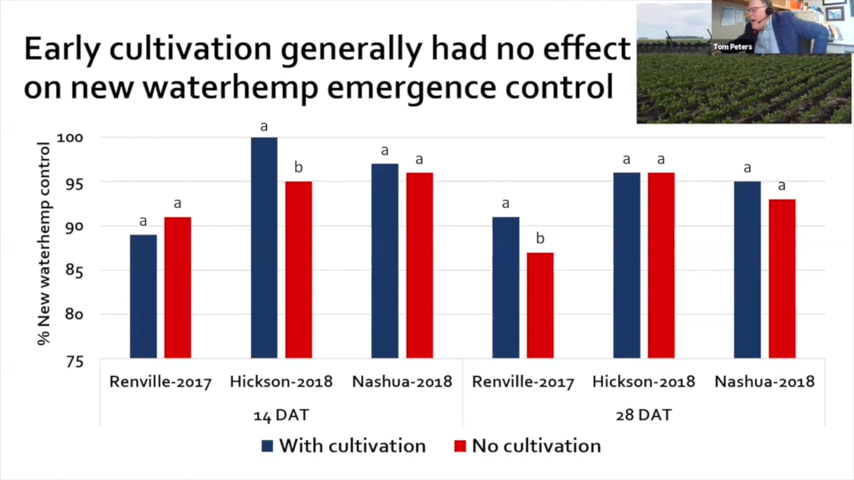 Early cultivation generally had no effect
on new waterhemp emergence control
Tom Peters
% New waterhemp control
100
95
90
85
80
75
a
a
a
b
a
a
a
b
a
a
a
a
Renville-2017
Hickson-2018
Nashua-2018
Renville-2017
Hickson-2018
Nashua-2018
14 DAT
28 DAT
With cultivation
No cultivation